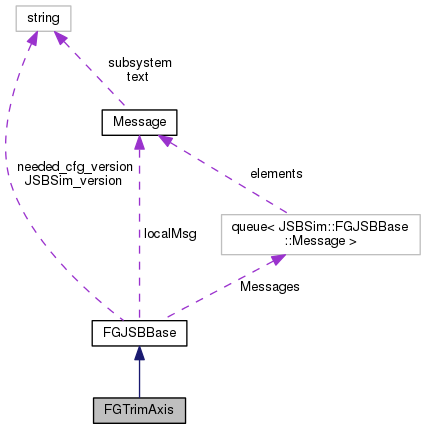 string
subsystem
text
Message
needed_cfg_version
JSBSim_version
elements
queue< JSBSim::FGJSBBase
::Message >
localMsg
Messages
FGJSBBase
FGTrimAxis